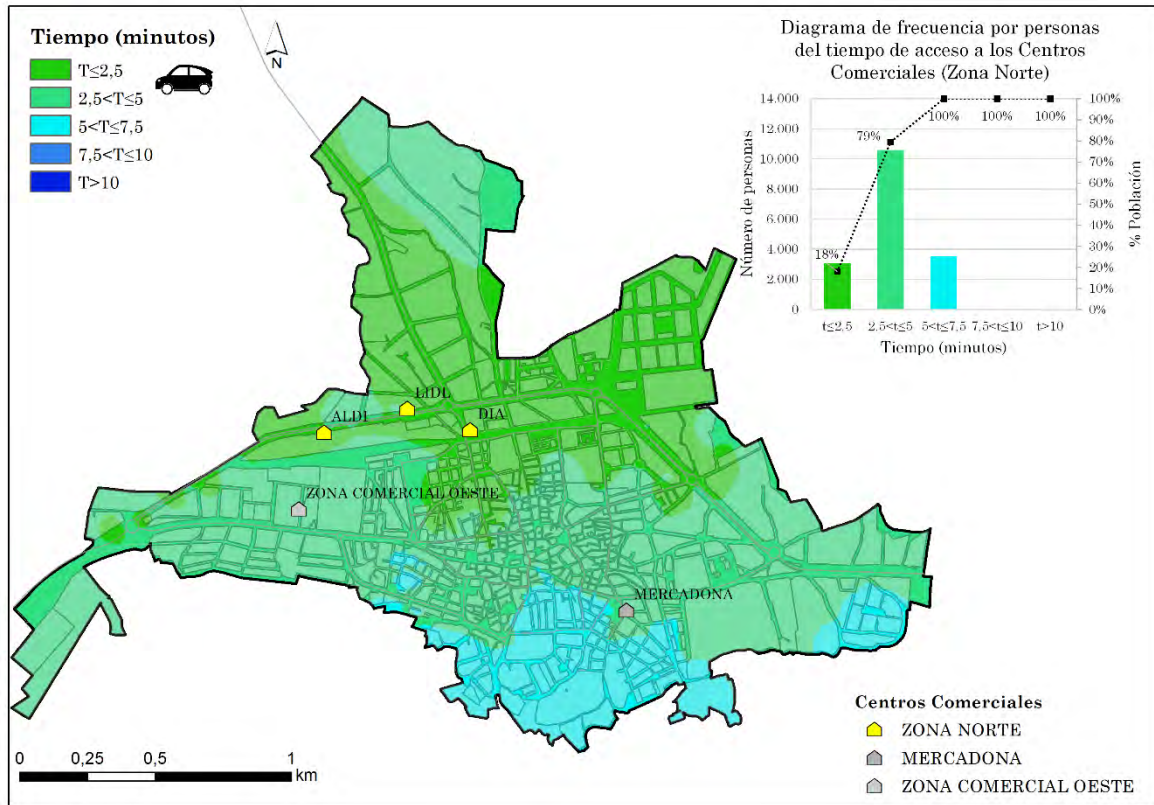 Tiempo (minutos)
T≤2,5
2,5<T≤5
5<T≤7,5
7,5<T≤10
T>10
N
Diagrama de frecuencia por personas
del tiempo de acceso a los Centros
Comerciales (Zona Norte)
14.000
12.000
10.000
8.000
6.000
4.000
2.000
0
Número de personas
18%
79%
100%
100%
100%
100%
90%
80%
70%
60%
50%
40%
30%
20%
10%
0%
% Población
t≤2,5
2,5<t≤5
5<t≤7,5
7,5<t≤10
t>10
Tiempo (minutos)
LIDL
ALDI
DIA
ZONA COMERCIAL OESTE
MERCADONA
Centros Comerciales
ZONA NORTE
MERCADONA
ZONA COMERCIAL OESTE
0 0,25 0,5 1
km